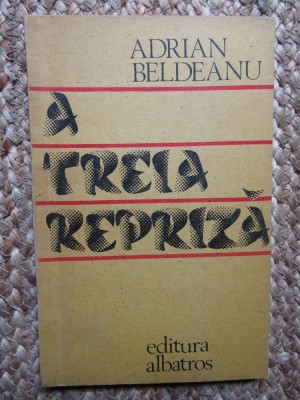 ADRIAN
BELDEANU
A
TREIA
REPRIZĂ
editura
albatros